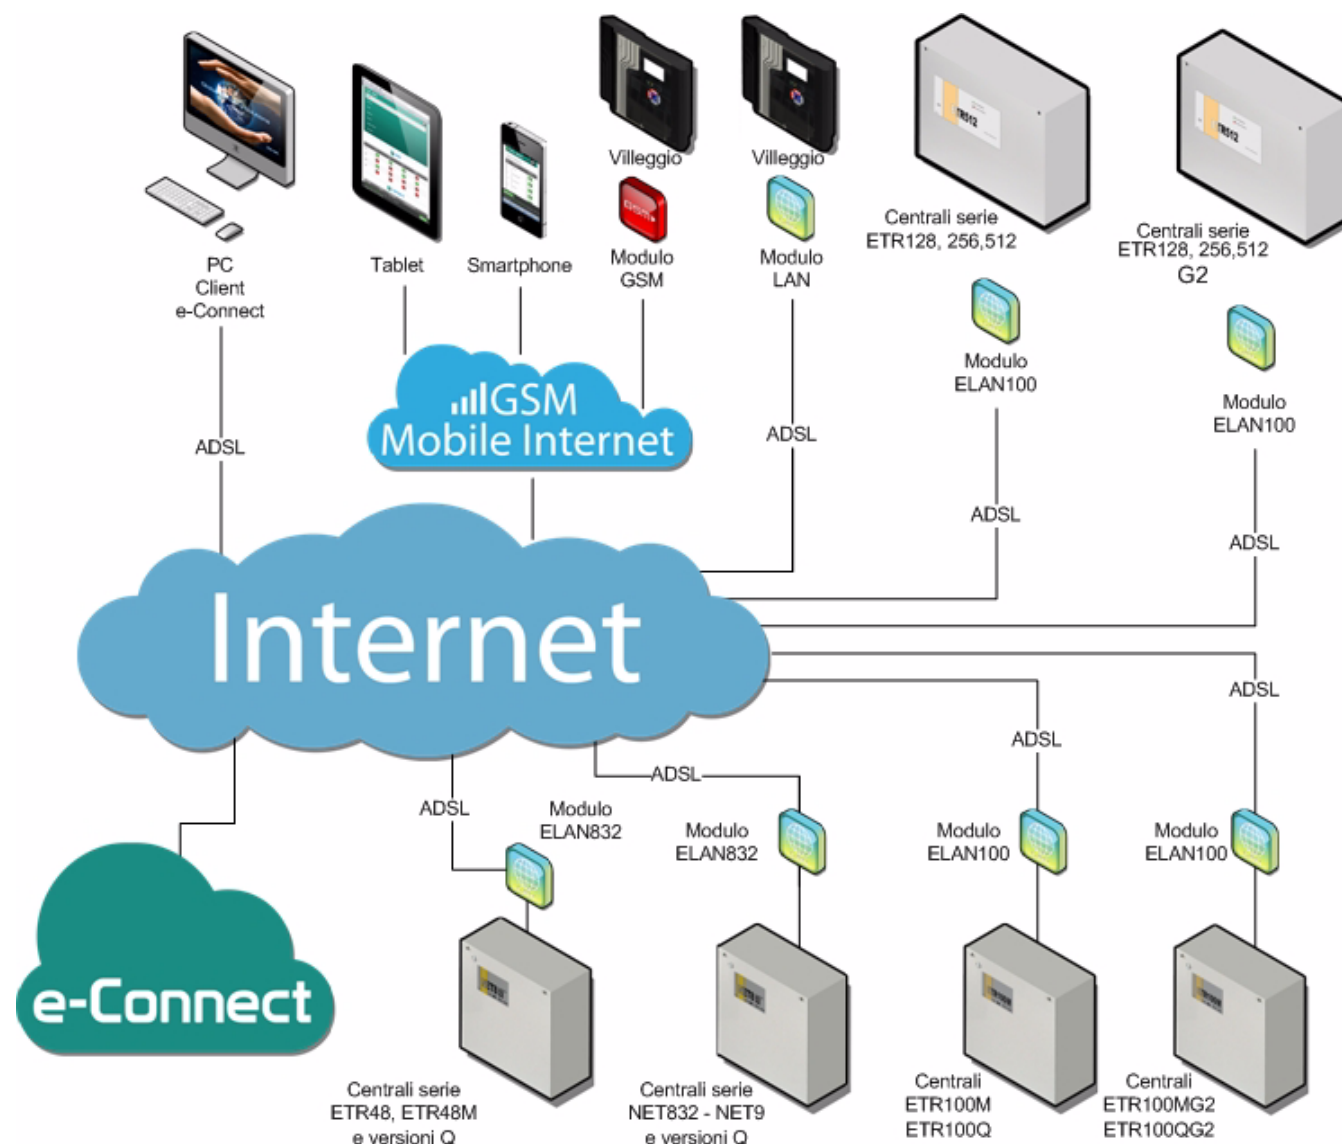 Villeggio
Villeggio
GSM
Centrali serie
ETR128, 256,512
Centrali serie
ETR128, 256,512
G2
PC
Client
e-Connect
Tablet
Smartphone
Modulo
GSM
Modulo
LAN
Modulo
ELAN100
Modulo
ELAN100
GSM
Mobile Internet
ADSL
ADSL
ADSL
ADSL
Internet
ADSL
ADSL
ADSL
ADSL
Modulo
ELAN832
Modulo
ELAN832
Modulo
ELAN100
Modulo
ELAN100
e-Connect
Centrali serie
ETR48, ETR48M
e versioni Q
Centrali serie
NET832 - NET9
e versioni Q
Centrali
ETR100M
ETR100Q
Centrali
ETR100MG2
ETR100QG2